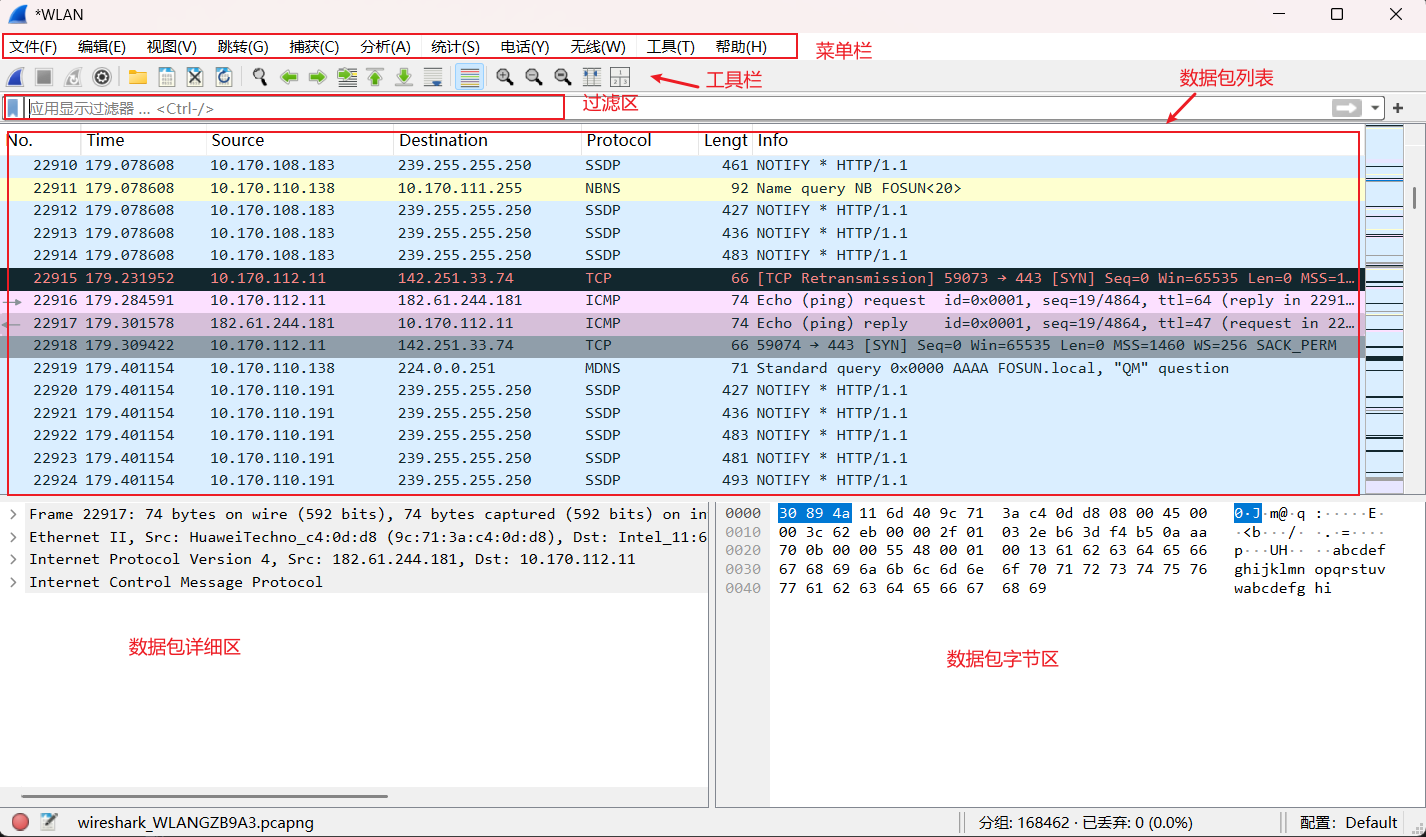 *WLAN
文件(F) 编辑(E) 视图(V) 跳转(G) 捕获(C) 分析(A) 统计(S) 电话(Y) 无线(W) 工具(T) 帮助(H) 菜单栏
工具栏
数据包列表
应用显示过滤器 … <Ctrl-/> 过滤区
No. Time Source Destination Protocol Lengt Info
22910 179.078608 10.170.108.183 239.255.255.250 SSDP 461 NOTIFY * HTTP/1.1
22911 179.078608 10.170.110.138 10.170.111.255 NBNS 92 Name query NB FOSUN<20>
22912 179.078608 10.170.108.183 239.255.255.250 SSDP 427 NOTIFY * HTTP/1.1
22913 179.078608 10.170.108.183 239.255.255.250 SSDP 436 NOTIFY * HTTP/1.1
22914 179.078608 10.170.108.183 239.255.255.250 SSDP 483 NOTIFY * HTTP/1.1
22915 179.231952 10.170.112.11 142.251.33.74 TCP 66 [TCP Retransmission] 59073 → 443 [SYN] Seq=0 Win=65535 Len=0 MSS=1…
22916 179.284591 10.170.112.11 182.61.244.181 ICMP 74 Echo (ping) request id=0x0001, seq=19/4864, ttl=64 (reply in 2291…
22917 179.301578 182.61.244.181 10.170.112.11 ICMP 74 Echo (ping) reply id=0x0001, seq=19/4864, ttl=47 (request in 22…
22918 179.309422 10.170.112.11 142.251.33.74 TCP 66 59074 → 443 [SYN] Seq=0 Win=65535 Len=0 MSS=1460 WS=256 SACK_PERM
22919 179.401154 10.170.110.138 224.0.0.251 MDNS 71 Standard query 0x0000 AAAA FOSUN.local, "QM" question
22920 179.401154 10.170.110.191 239.255.255.250 SSDP 427 NOTIFY * HTTP/1.1
22921 179.401154 10.170.110.191 239.255.255.250 SSDP 436 NOTIFY * HTTP/1.1
22922 179.401154 10.170.110.191 239.255.255.250 SSDP 483 NOTIFY * HTTP/1.1
22923 179.401154 10.170.110.191 239.255.255.250 SSDP 481 NOTIFY * HTTP/1.1
22924 179.401154 10.170.110.191 239.255.255.250 SSDP 493 NOTIFY * HTTP/1.1
Frame 22917: 74 bytes on wire (592 bits), 74 bytes captured (592 bits) on in
Ethernet II, Src: HuaweiTechno_c4:0d:d8 (9c:71:3a:c4:0d:d8), Dst: Intel_11:6
Internet Protocol Version 4, Src: 182.61.244.181, Dst: 10.170.112.11
Internet Control Message Protocol
数据包详细区
0000 30 89 4a 11 6d 40 9c 71 3a c4 0d d8 08 00 45 00 0·J·m@·q :·····E·
0010 00 3c 62 eb 00 00 2f 01 03 2e b6 3d f4 b5 0a aa ·<b···/· ·.·=····
0020 70 0b 00 00 55 48 00 01 00 13 61 62 63 64 65 66 p···UH·· ··abcdef
0030 67 68 69 6a 6b 6c 6d 6e 6f 70 71 72 73 74 75 76 ghijklmn opqrstuv
0040 77 61 62 63 64 65 66 67 68 69 wabcdefg hi
数据包字节区
wireshark_WLANGZB9A3.pcapng 分组: 168462 · 已丢弃: 0 (0.0%) 配置: Default